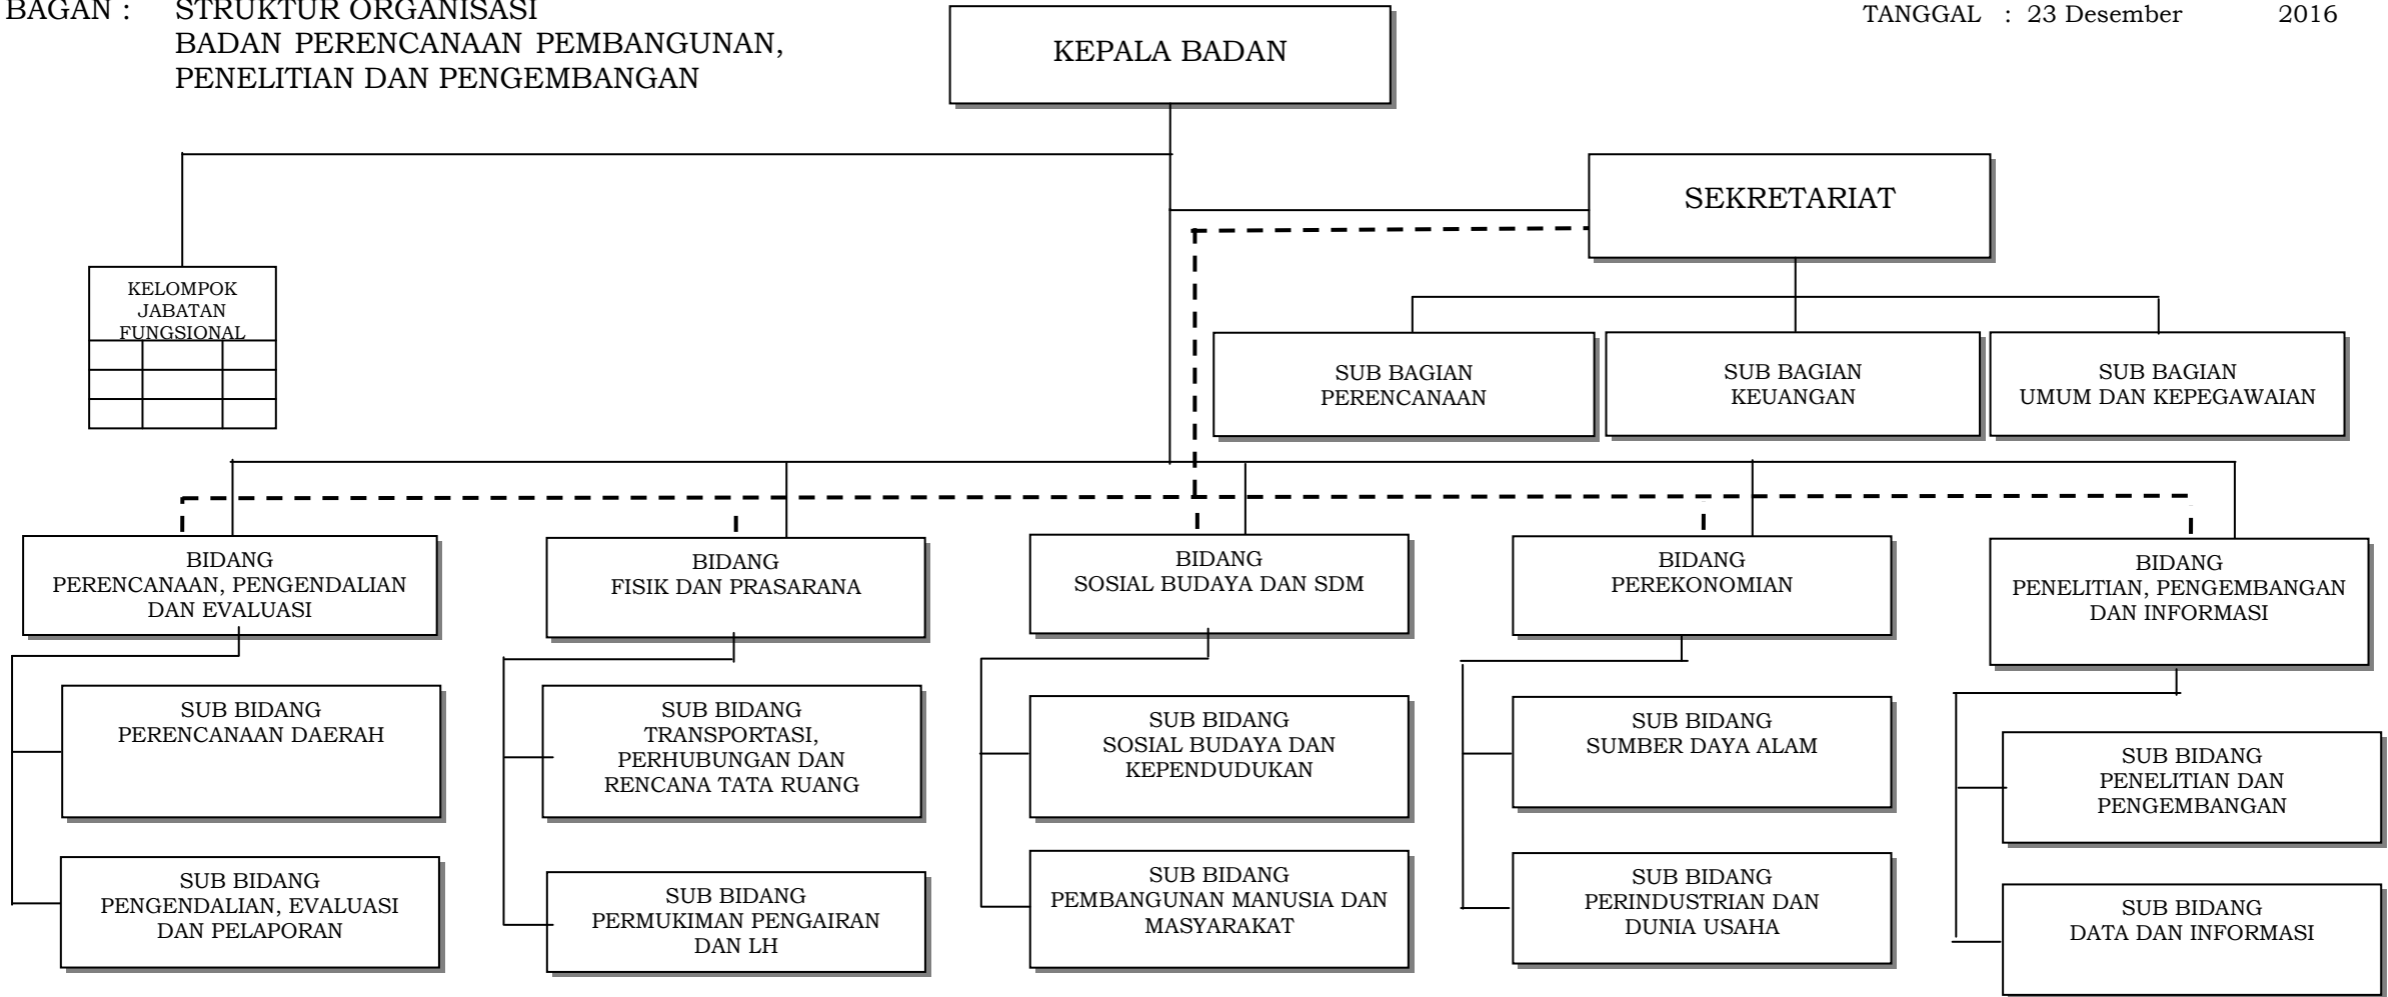 BAGAN : STRUKTUR ORGANISASI
BADAN PERENCANAAN PEMBANGUNAN,
PENELITIAN DAN PENGEMBANGAN
TANGGAL : 23 Desember 2016
KEPALA BADAN
SEKRETARIAT
KELOMPOK
JABATAN
FUNGSIONAL
SUB BAGIAN
PERENCANAAN
SUB BAGIAN
KEUANGAN
SUB BAGIAN
UMUM DAN KEPEGAWAIAN
BIDANG
PERENCANAAN, PENGENDALIAN
DAN EVALUASI
BIDANG
FISIK DAN PRASARANA
BIDANG
SOSIAL BUDAYA DAN SDM
BIDANG
PEREKONOMIAN
BIDANG
PENELITIAN, PENGEMBANGAN
DAN INFORMASI
SUB BIDANG
PERENCANAAN DAERAH
SUB BIDANG
TRANSPORTASI,
PERHUBUNGAN DAN
RENCANA TATA RUANG
SUB BIDANG
SOSIAL BUDAYA DAN
KEPENDUDUKAN
SUB BIDANG
SUMBER DAYA ALAM
SUB BIDANG
PENELITIAN DAN
PENGEMBANGAN
SUB BIDANG
PENGENDALIAN, EVALUASI
DAN PELAPORAN
SUB BIDANG
PERMUKIMAN PENGAIRAN
DAN LH
SUB BIDANG
PEMBANGUNAN MANUSIA DAN
MASYARAKAT
SUB BIDANG
PERINDUSTRIAN DAN
DUNIA USAHA
SUB BIDANG
DATA DAN INFORMASI